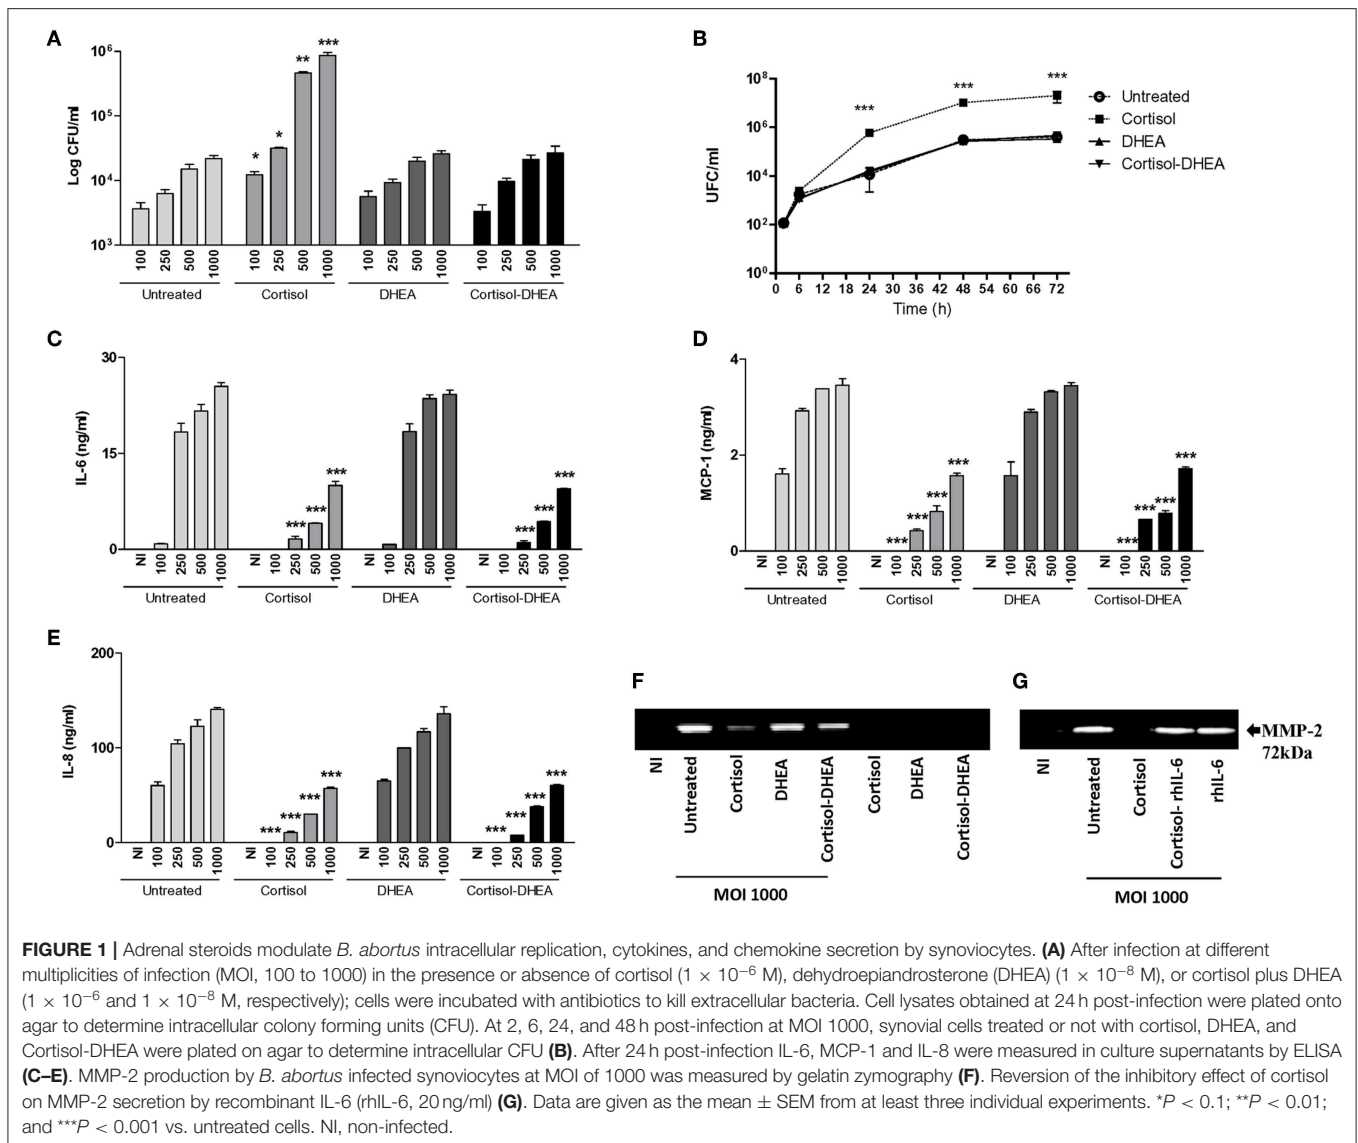 A
Log CFU/ml
10⁶
10⁵
10⁴
10³
* * ** ***
100 250 500 1000 100 250 500 1000 100 250 500 1000 100 250 500 1000
Untreated Cortisol DHEA Cortisol-DHEA
B
UFC/ml
10⁸
10⁶
10⁴
10²
10⁰
*** *** ***
0 6 12 18 24 30 36 42 48 54 60 66 72
Time (h)
Untreated
Cortisol
DHEA
Cortisol-DHEA
C
IL-6 (ng/ml)
30
15
0
*** *** *** *** *** ***
NI 100 250 500 1000 NI 100 250 500 1000 NI 100 250 500 1000 NI 100 250 500 1000
Untreated Cortisol DHEA Cortisol-DHEA
D
MCP-1 (ng/ml)
4
2
0
*** *** *** *** *** *** *** ***
NI 100 250 500 1000 NI 100 250 500 1000 NI 100 250 500 1000 NI 100 250 500 1000
Untreated Cortisol DHEA Cortisol-DHEA
E
IL-8 (ng/ml)
200
100
0
*** *** *** *** *** *** *** ***
NI 100 250 500 1000 NI 100 250 500 1000 NI 100 250 500 1000 NI 100 250 500 1000
Untreated Cortisol DHEA Cortisol-DHEA
F
NI Untreated Cortisol DHEA Cortisol-DHEA Cortisol DHEA Cortisol-DHEA
MOI 1000
G
MMP-2
72kDa
NI Untreated Cortisol Cortisol- rhIL-6 rhIL-6
MOI 1000
FIGURE 1 | Adrenal steroids modulate B. abortus intracellular replication, cytokines, and chemokine secretion by synoviocytes. (A) After infection at different
multiplicities of infection (MOI, 100 to 1000) in the presence or absence of cortisol (1 × 10⁻⁶ M), dehydroepiandrosterone (DHEA) (1 × 10⁻⁸ M), or cortisol plus DHEA
(1 × 10⁻⁶ and 1 × 10⁻⁸ M, respectively); cells were incubated with antibiotics to kill extracellular bacteria. Cell lysates obtained at 24 h post-infection were plated onto
agar to determine intracellular colony forming units (CFU). At 2, 6, 24, and 48 h post-infection at MOI 1000, synovial cells treated or not with cortisol, DHEA, and
Cortisol-DHEA were plated on agar to determine intracellular CFU (B). After 24 h post-infection IL-6, MCP-1 and IL-8 were measured in culture supernatants by ELISA
(C–E). MMP-2 production by B. abortus infected synoviocytes at MOI of 1000 was measured by gelatin zymography (F). Reversion of the inhibitory effect of cortisol
on MMP-2 secretion by recombinant IL-6 (rhIL-6, 20 ng/ml) (G). Data are given as the mean ± SEM from at least three individual experiments. *P < 0.1; **P < 0.01;
and ***P < 0.001 vs. untreated cells. NI, non-infected.